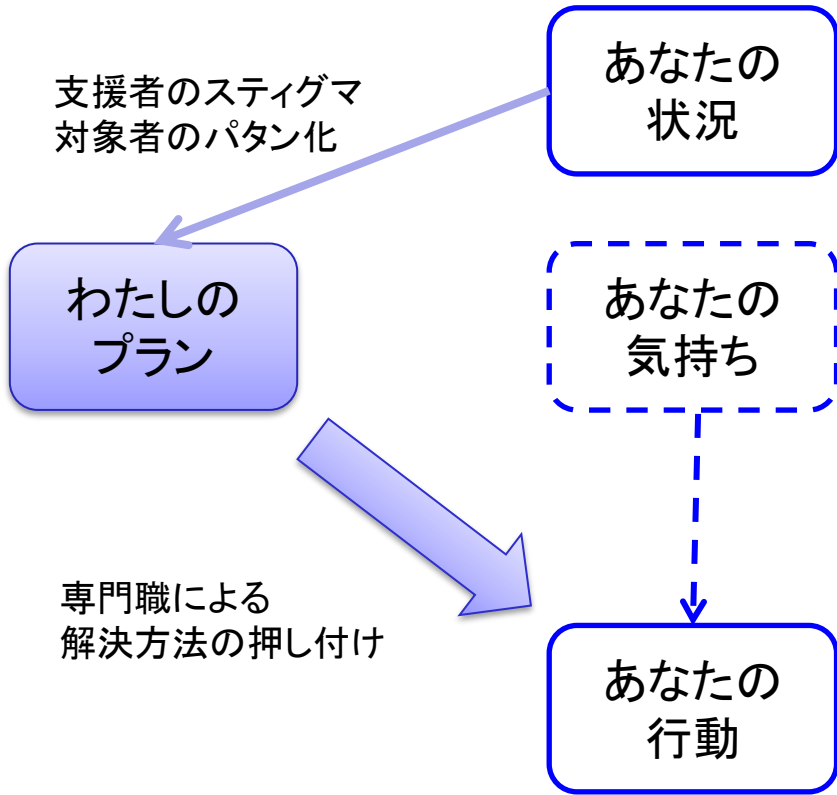 あなたの
状況
支援者のスティグマ
対象者のパタン化
わたしの
プラン
あなたの
気持ち
専門職による
解決方法の押し付け
あなたの
行動